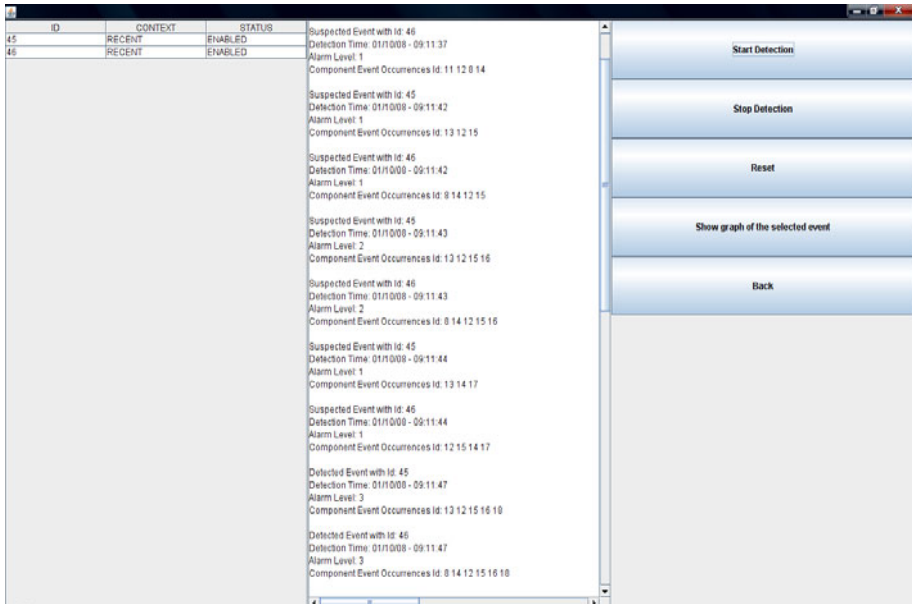 ID CONTEXT STATUS
45 RECENT ENABLED
46 RECENT ENABLED
Suspected Event with Id: 46
Detection Time: 01/10/08 - 09:11:37
Alarm Level: 1
Component Event Occurrences Id: 11 12 8 14
Suspected Event with Id: 45
Detection Time: 01/10/08 - 09:11:42
Alarm Level: 1
Component Event Occurrences Id: 13 12 15
Suspected Event with Id: 46
Detection Time: 01/10/08 - 09:11:42
Alarm Level: 1
Component Event Occurrences Id: 8 14 12 15
Suspected Event with Id: 45
Detection Time: 01/10/08 - 09:11:43
Alarm Level: 2
Component Event Occurrences Id: 13 12 15 16
Suspected Event with Id: 46
Detection Time: 01/10/08 - 09:11:43
Alarm Level: 2
Component Event Occurrences Id: 8 14 12 15 16
Suspected Event with Id: 45
Detection Time: 01/10/08 - 09:11:44
Alarm Level: 1
Component Event Occurrences Id: 13 14 17
Suspected Event with Id: 46
Detection Time: 01/10/08 - 09:11:44
Alarm Level: 1
Component Event Occurrences Id: 12 15 14 17
Detected Event with Id: 45
Detection Time: 01/10/08 - 09:11:47
Alarm Level: 3
Component Event Occurrences Id: 13 12 15 16 18
Detected Event with Id: 46
Detection Time: 01/10/08 - 09:11:47
Alarm Level: 3
Component Event Occurrences Id: 8 14 12 15 16 18
Start Detection
Stop Detection
Reset
Show graph of the selected event
Back